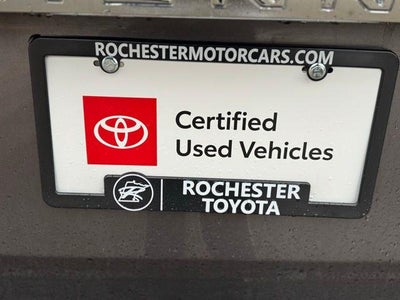 ROCHESTERMOTORCARS.COM
Certified
Used Vehicles
ROCHESTER
TOYOTA